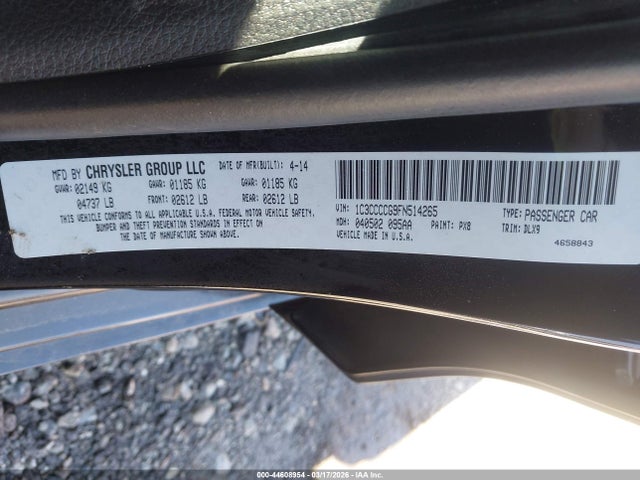 MFD BY CHRYSLER GROUP LLC DATE OF MFR(BUILT): 4-14
GVWR: 02149 KG GAWR: 01185 KG GAWR: 01185 KG
04737 LB FRONT: 02612 LB REAR: 02612 LB
THIS VEHICLE CONFORMS TO ALL APPLICABLE U.S.A. FEDERAL MOTOR VEHICLE SAFETY,
BUMPER AND THEFT PREVENTION STANDARDS IN EFFECT ON
THE DATE OF MANUFACTURE SHOWN ABOVE.
VIN: 1C3CCCCG9FN514265 TYPE: PASSENGER CAR
MDH: 040502 095AA PAINT: PX8 TRIM: DLX9
VEHICLE MADE IN U.S.A. 4658843
000-44608954 - 03/17/2026 - IAA HOLDINGS, LLC